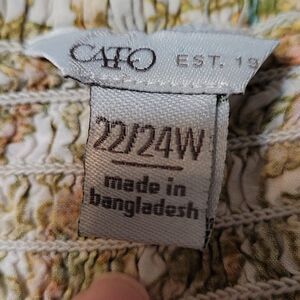 CATO EST. 19
22/24W
made in
bangladesh